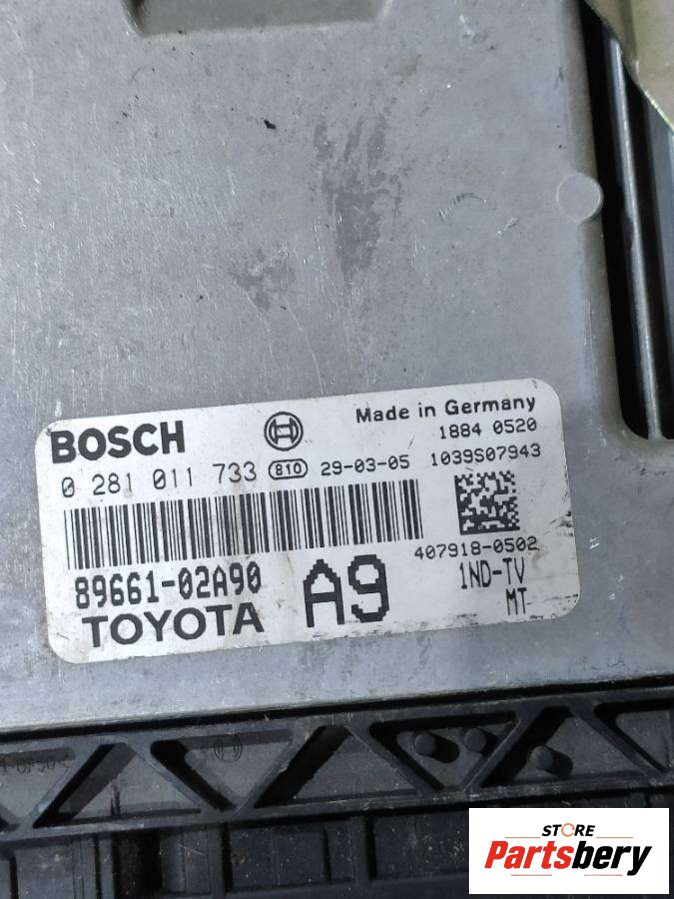 BOSCH
Made in Germany
1884 0520
0 281 011 733 810 29-03-05 1039S07943
407918-0502
89661-02A90 A9 1ND-TV
TOYOTA MT
STORE
Partsbery